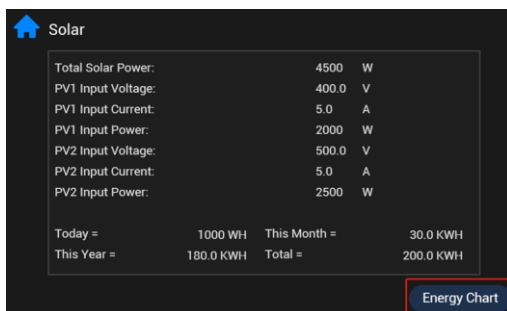 Solar
Total Solar Power: 4500 W
PV1 Input Voltage: 400.0 V
PV1 Input Current: 5.0 A
PV1 Input Power: 2000 W
PV2 Input Voltage: 500.0 V
PV2 Input Current: 5.0 A
PV2 Input Power: 2500 W
Today = 1000 WH This Month = 30.0 KWH
This Year = 180.0 KWH Total = 200.0 KWH
Energy Chart